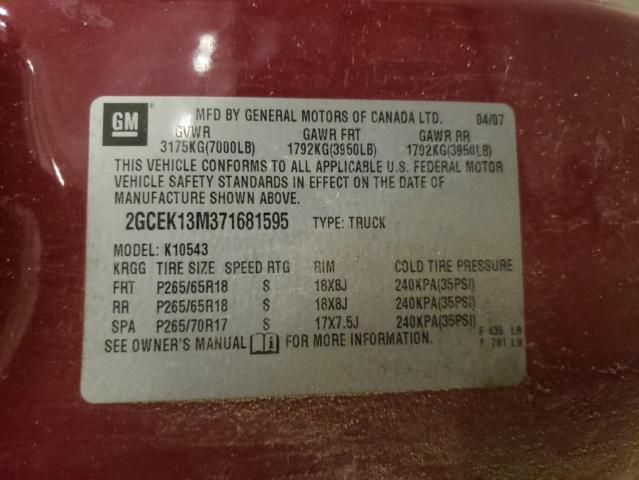 GM MFD BY GENERAL MOTORS OF CANADA LTD. 04/07
GVWR GAWR FRT GAWR RR
3175KG(7000LB) 1792KG(3950LB) 1792KG(3950LB)
THIS VEHICLE CONFORMS TO ALL APPLICABLE U.S. FEDERAL MOTOR
VEHICLE SAFETY STANDARDS IN EFFECT ON THE DATE OF
MANUFACTURE SHOWN ABOVE.
2GCEK13M371681595 TYPE: TRUCK
MODEL: K10543
KRGG TIRE SIZE SPEED RTG RIM COLD TIRE PRESSURE
FRT P265/65R18 S 18X8J 240KPA(35PSI)
RR P265/65R18 S 18X8J 240KPA(35PSI)
SPA P265/70R17 S 17X7.5J 240KPA(35PSI)
SEE OWNER'S MANUAL FOR MORE INFORMATION.
F 135 LB
T 781 LB